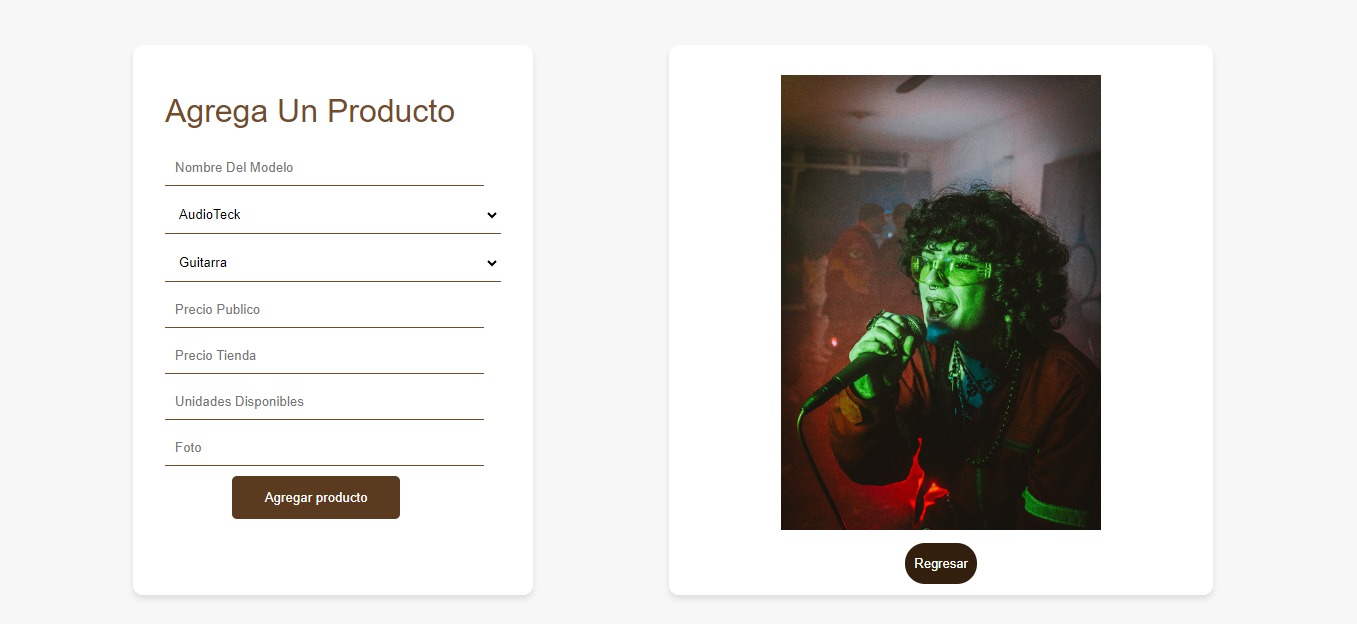 Agrega Un Producto
Nombre Del Modelo
AudioTeck
Guitarra
Precio Publico
Precio Tienda
Unidades Disponibles
Foto
Agregar producto
Regresar